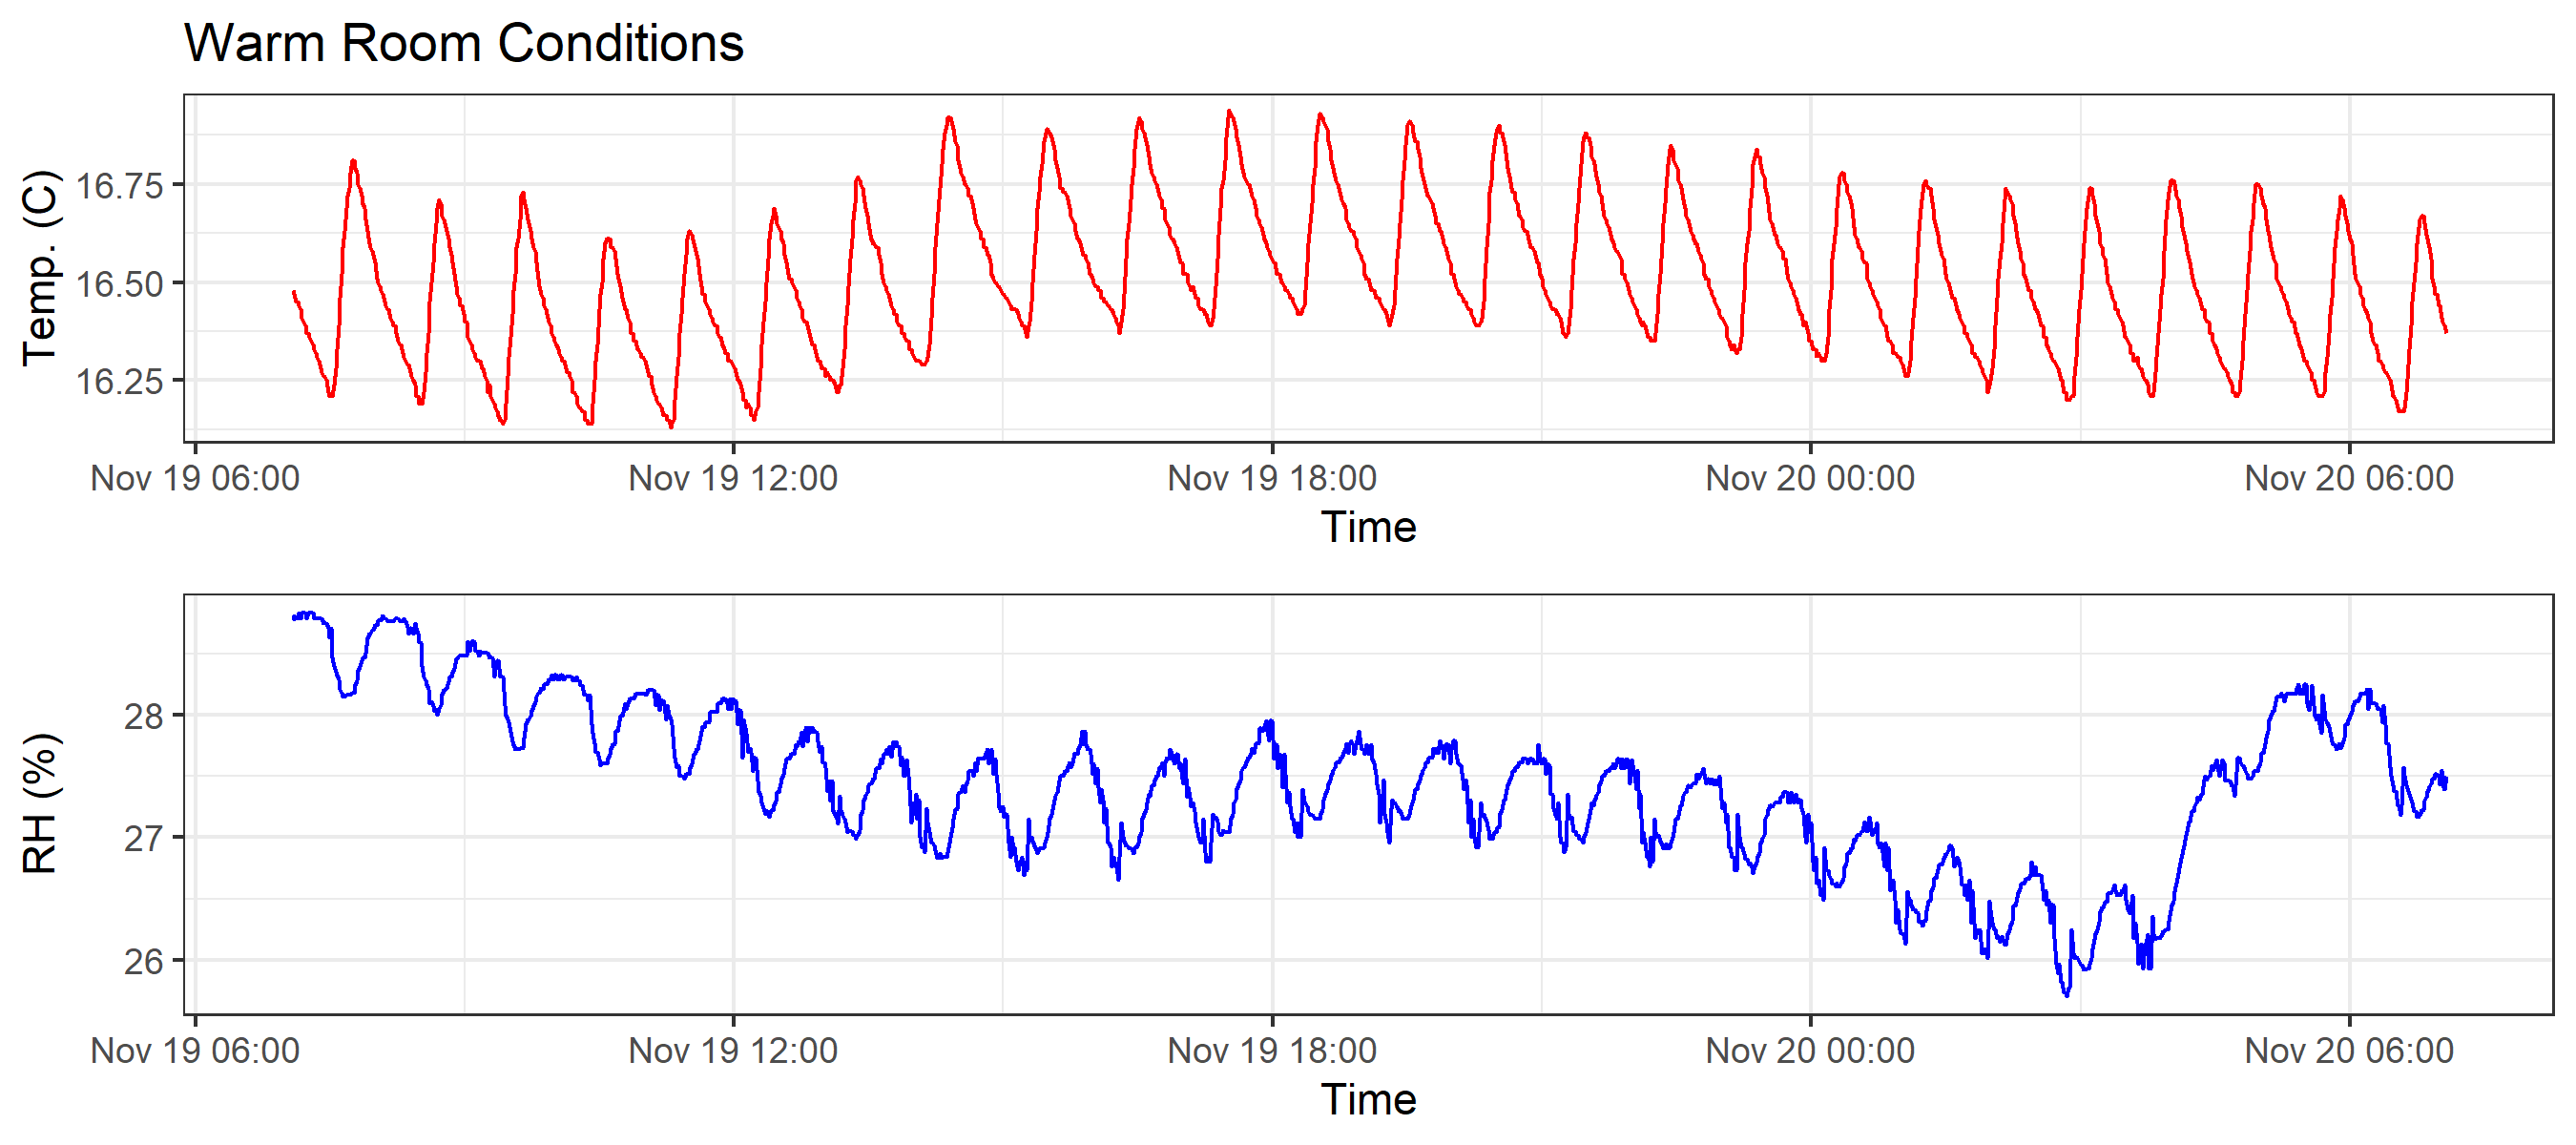 Warm Room Conditions
Temp. (C)
16.75
16.50
16.25
Nov 19 06:00 Nov 19 12:00 Nov 19 18:00 Nov 20 00:00 Nov 20 06:00
Time
RH (%)
28
27
26
Nov 19 06:00 Nov 19 12:00 Nov 19 18:00 Nov 20 00:00 Nov 20 06:00
Time